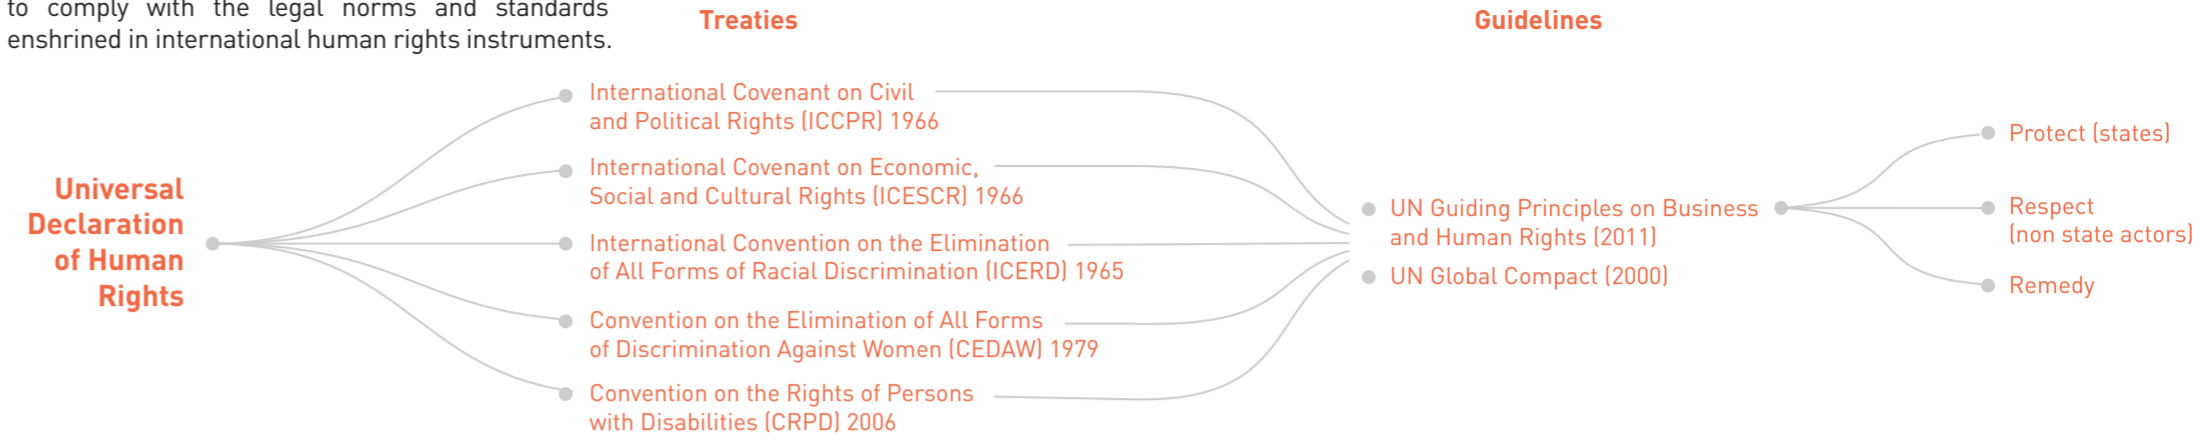 to comply with the legal norms and standards
enshrined in international human rights instruments.
Treaties
Guidelines
Universal
Declaration
of Human
Rights
International Covenant on Civil
and Political Rights (ICCPR) 1966
International Covenant on Economic,
Social and Cultural Rights (ICESCR) 1966
International Convention on the Elimination
of All Forms of Racial Discrimination (ICERD) 1965
Convention on the Elimination of All Forms
of Discrimination Against Women (CEDAW) 1979
Convention on the Rights of Persons
with Disabilities (CRPD) 2006
UN Guiding Principles on Business
and Human Rights (2011)
UN Global Compact (2000)
Protect (states)
Respect
(non state actors)
Remedy